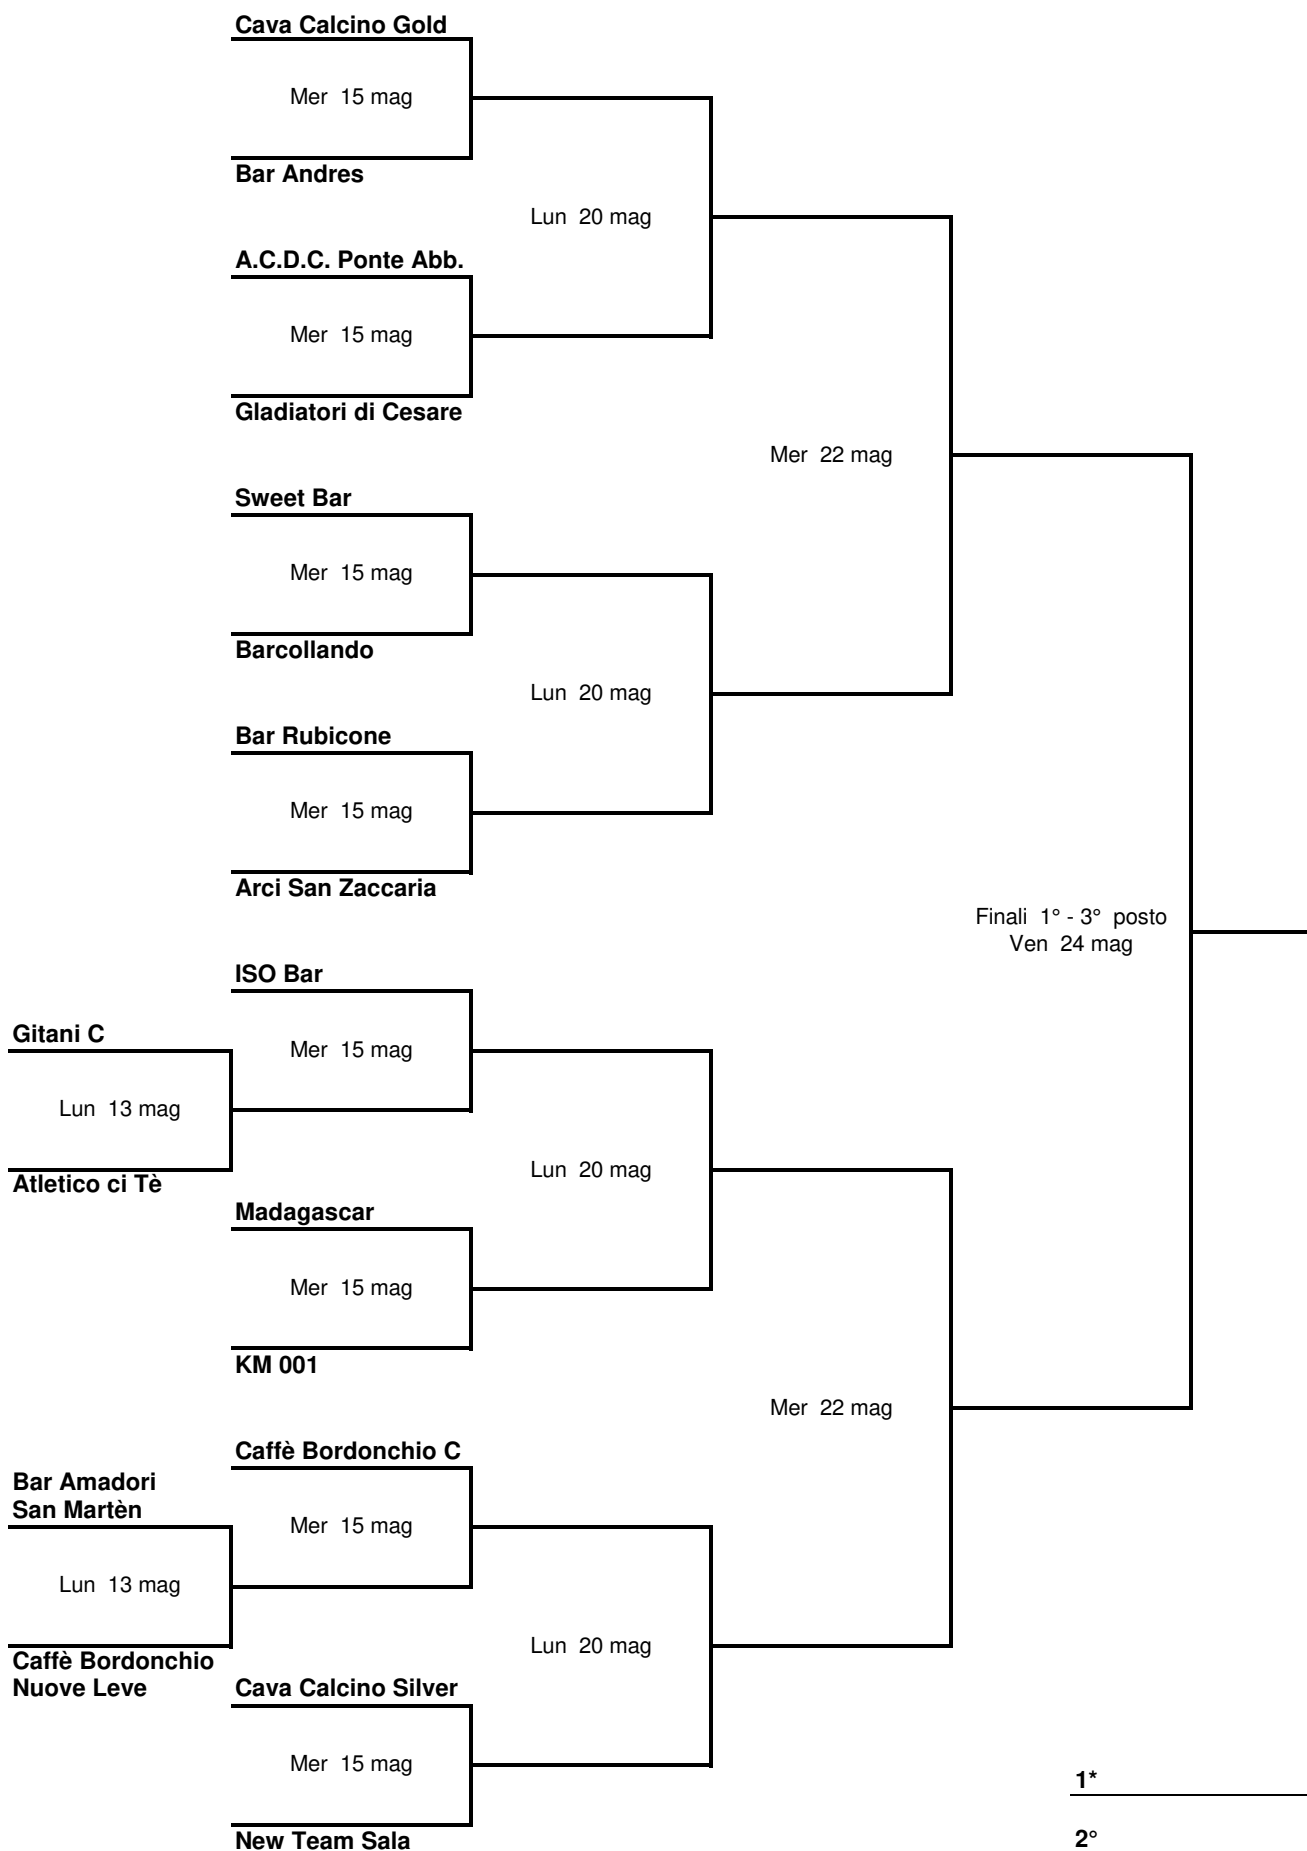 Cava Calcino Gold
Mer 15 mag
Bar Andres
Lun 20 mag
A.C.D.C. Ponte Abb.
Mer 15 mag
Gladiatori di Cesare
Mer 22 mag
Sweet Bar
Mer 15 mag
Barcollando
Lun 20 mag
Bar Rubicone
Mer 15 mag
Arci San Zaccaria
Finali 1° - 3° posto
Ven 24 mag
ISO Bar
Gitani C
Mer 15 mag
Lun 13 mag
Atletico ci Tè
Lun 20 mag
Madagascar
Mer 15 mag
KM 001
Mer 22 mag
Caffè Bordonchio C
Bar Amadori
San Martèn
Mer 15 mag
Lun 13 mag
Caffè Bordonchio
Nuove Leve
Lun 20 mag
Cava Calcino Silver
Mer 15 mag
New Team Sala
1*
2°